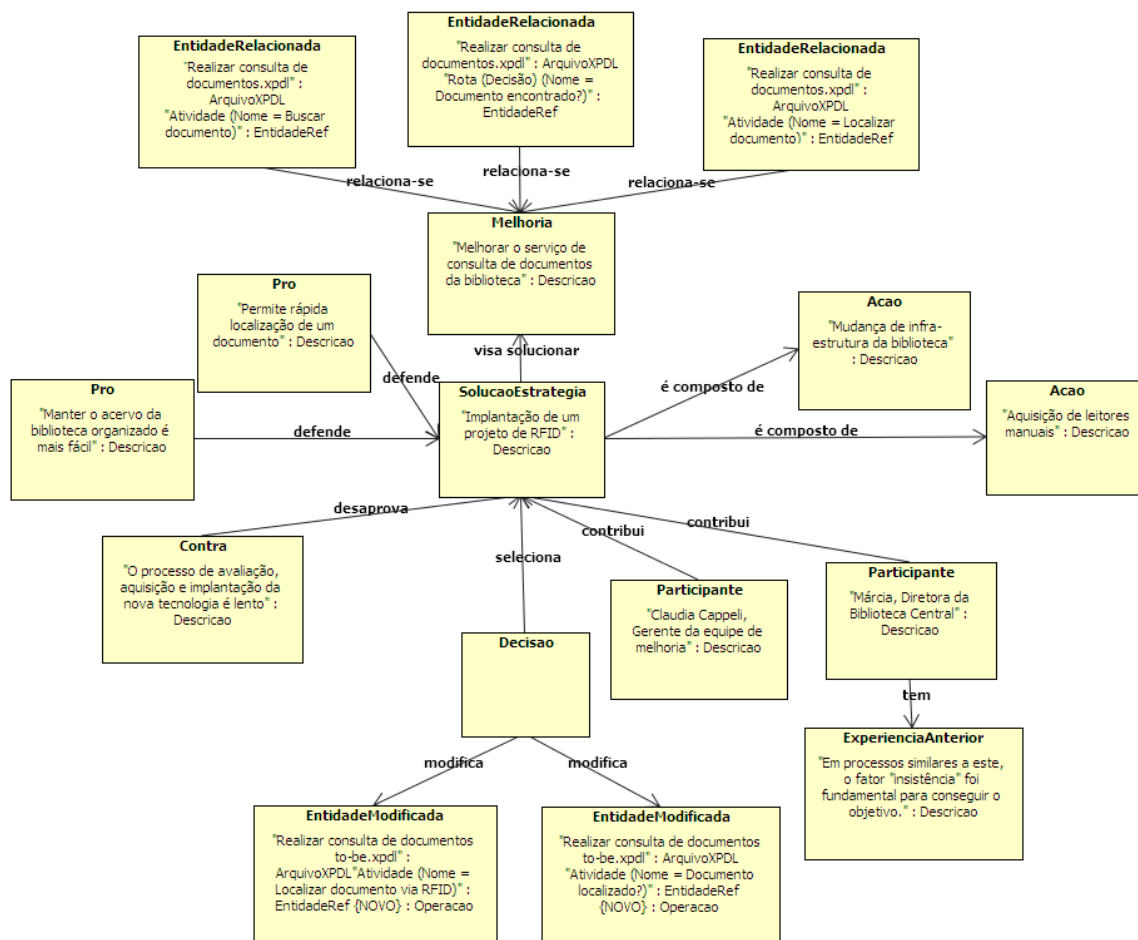 EntidadeRelacionada
"Realizar consulta de
documentos.xpdl" :
ArquivoXPDL
"Atividade (Nome = Buscar
documento)" : EntidadeRef
EntidadeRelacionada
"Realizar consulta de
documentos.xpdl" : ArquivoXPDL
"Rota (Decisão) (Nome =
Documento encontrado?)" :
EntidadeRef
EntidadeRelacionada
"Realizar consulta de
documentos.xpdl" :
ArquivoXPDL
"Atividade (Nome = Localizar
documento)" : EntidadeRef
relaciona-se
relaciona-se
relaciona-se
Melhoria
"Melhorar o serviço de
consulta de documentos
da biblioteca" : Descricao
Pro
"Permite rápida
localização de um
documento" : Descricao
Acao
"Mudança de infra-
estrutura da biblioteca"
: Descricao
visa solucionar
defende
é composto de
Pro
"Manter o acervo da
biblioteca organizado é
mais fácil" : Descricao
defende
SolucaoEstrategia
"Implantação de um
projeto de RFID" :
Descricao
é composto de
Acao
"Aquisição de leitores
manuais" : Descricao
desaprova
seleciona
contribui
contribui
Contra
"O processo de avaliação,
aquisição e implantação da
nova tecnologia é lento" :
Descricao
Participante
"Claudia Cappeli,
Gerente da equipe de
melhoria" : Descricao
Participante
"Márcia, Diretora da
Biblioteca Central" :
Descricao
Decisao
tem
modifica
modifica
ExperienciaAnterior
"Em processos similares a este,
o fator "insistência" foi
fundamental para conseguir o
objetivo." : Descricao
EntidadeModificada
"Realizar consulta de documentos
to-be.xpdl" :
ArquivoXPDL"Atividade (Nome =
Localizar documento via RFID)" :
EntidadeRef {NOVO} : Operacao
EntidadeModificada
"Realizar consulta de documentos
to-be.xpdl" : ArquivoXPDL
"Atividade (Nome = Documento
localizado?)" : EntidadeRef
{NOVO} : Operacao